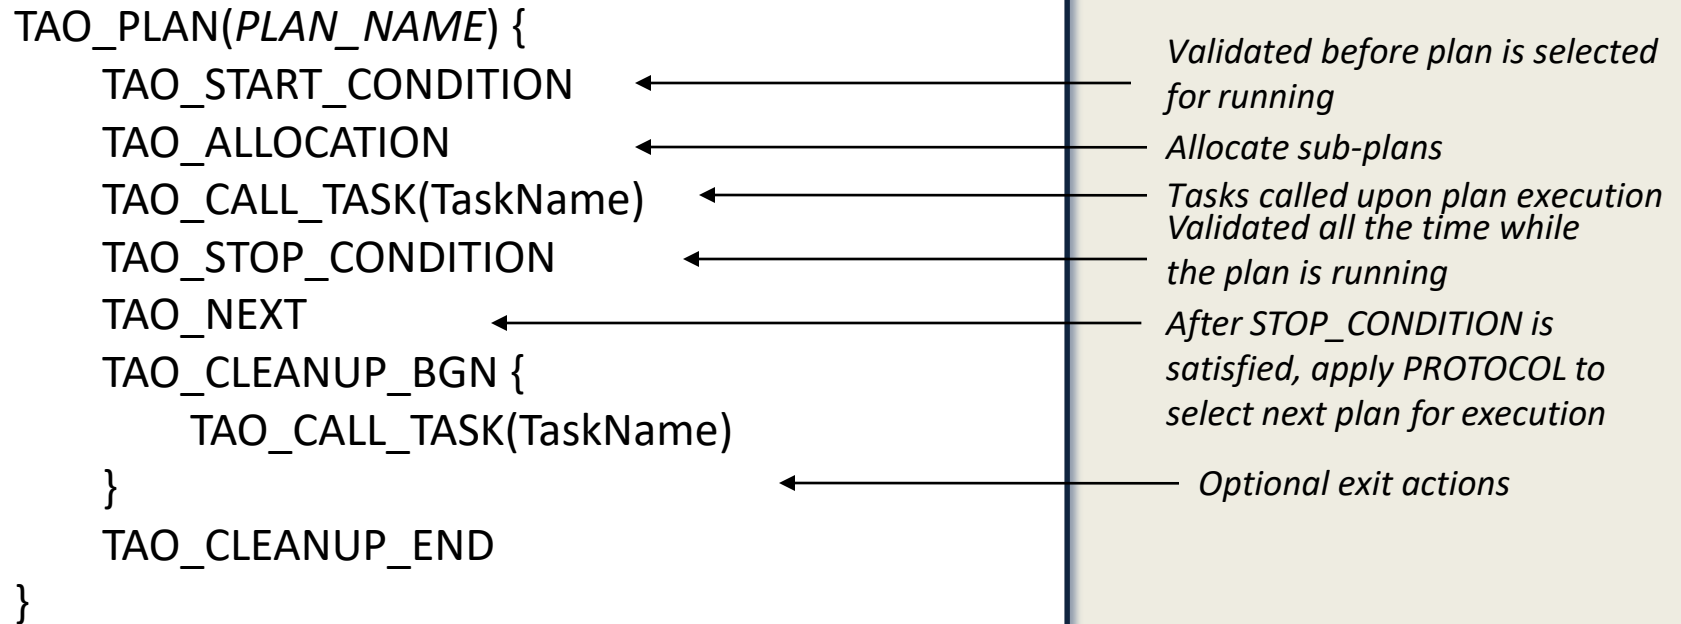 TAO_PLAN(PLAN_NAME) {
TAO_START_CONDITION
TAO_ALLOCATION
TAO_CALL_TASK(TaskName)
TAO_STOP_CONDITION
TAO_NEXT
TAO_CLEANUP_BGN {
TAO_CALL_TASK(TaskName)
}
TAO_CLEANUP_END
}
Validated before plan is selected
for running
Allocate sub-plans
Tasks called upon plan execution
Validated all the time while
the plan is running
After STOP_CONDITION is
satisfied, apply PROTOCOL to
select next plan for execution
Optional exit actions